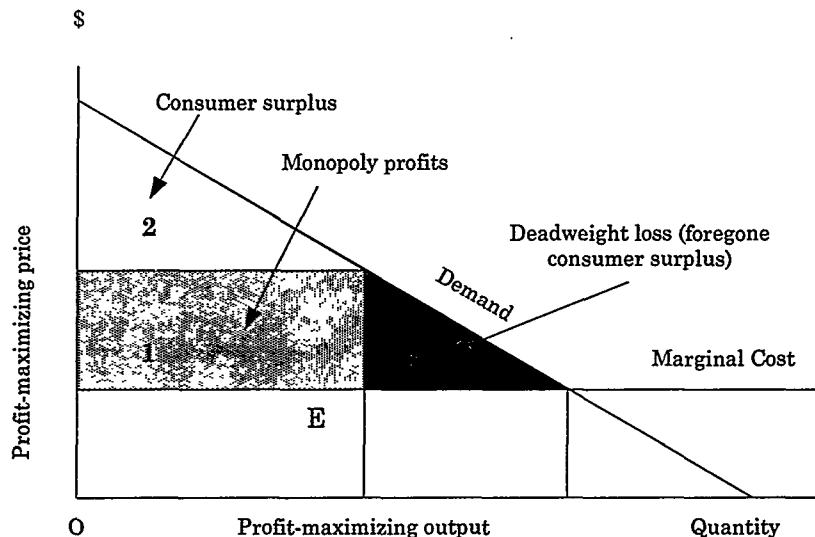 $
Consumer surplus
Monopoly profits
2
Deadweight loss (foregone
consumer surplus)
Demand
Profit-maximizing price
1
Marginal Cost
E
O
Profit-maximizing output
Quantity